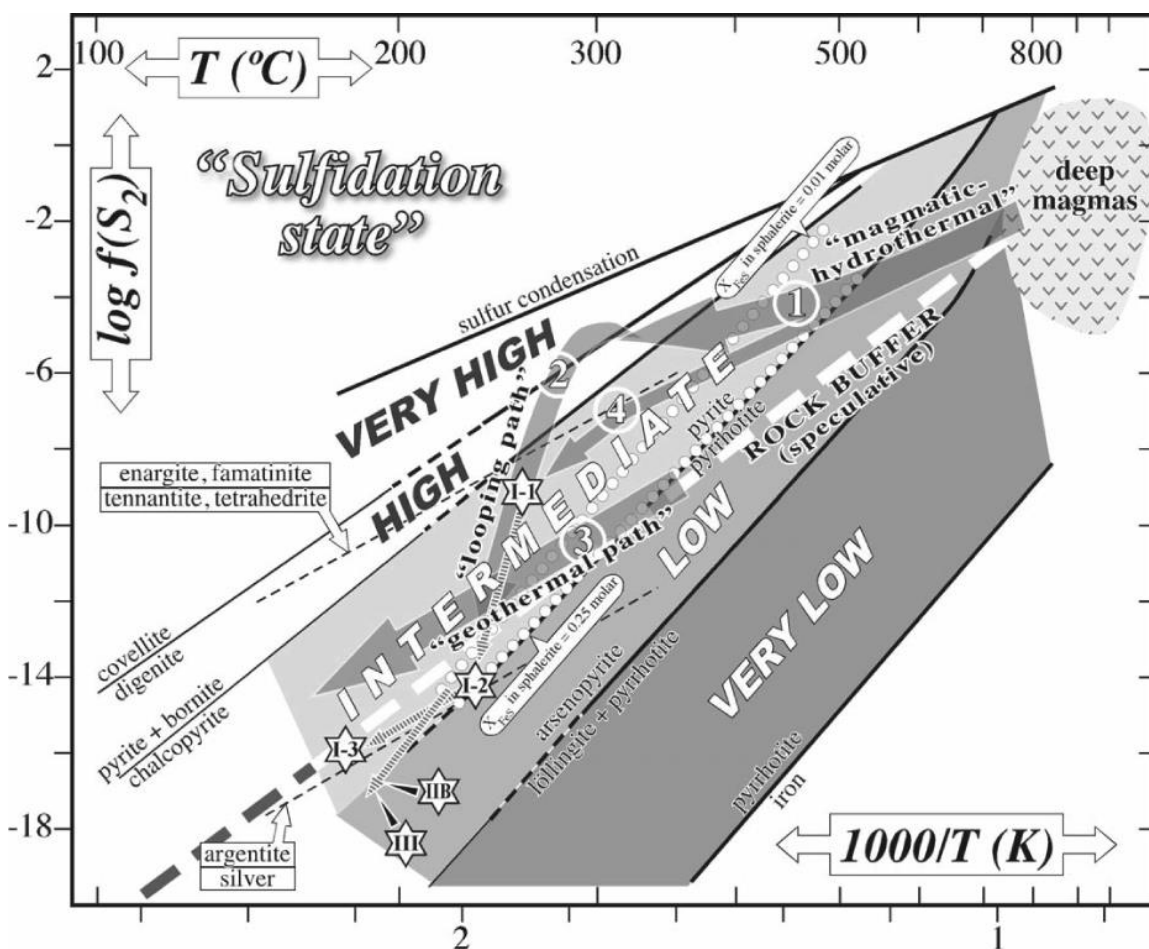 100
200
300
500
800
T (ºC)
2
-2
-6
-10
-14
-18
log f(S2)
“Sulfidation
state”
deep
magmas
XFeS in sphalerite = 0.01 molar
“magmatic-
hydrothermal”
sulfur condensation
1
2
3
4
VERY HIGH
HIGH
INTERMEDIATE
LOW
VERY LOW
ROCK BUFFER
(speculative)
pyrite
pyrrhotite
“looping path”
“geothermal path”
enargite, famatinite
tennantite, tetrahedrite
I-1
I-2
I-3
IIB
III
XFeS in sphalerite = 0.25 molar
covellite
digenite
pyrite + bornite
chalcopyrite
arsenopyrite
löllingite + pyrrhotite
pyrrhotite
iron
argentite
silver
1000/T (K)
2
1